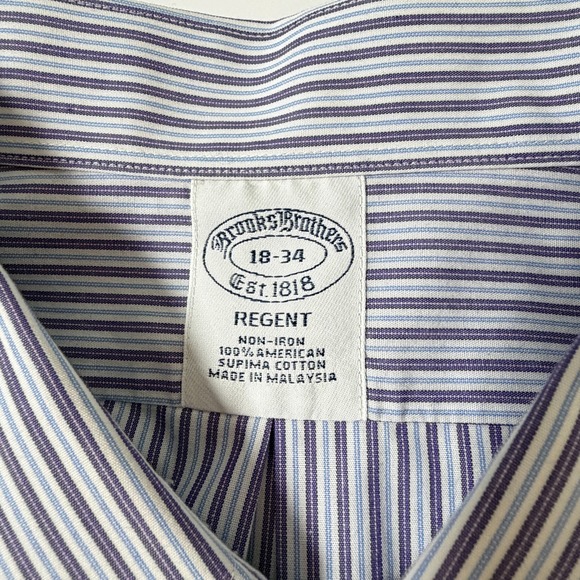 Brooks Brothers
18-34
Est. 1818
REGENT
NON-IRON
100% AMERICAN
SUPIMA COTTON
MADE IN MALAYSIA